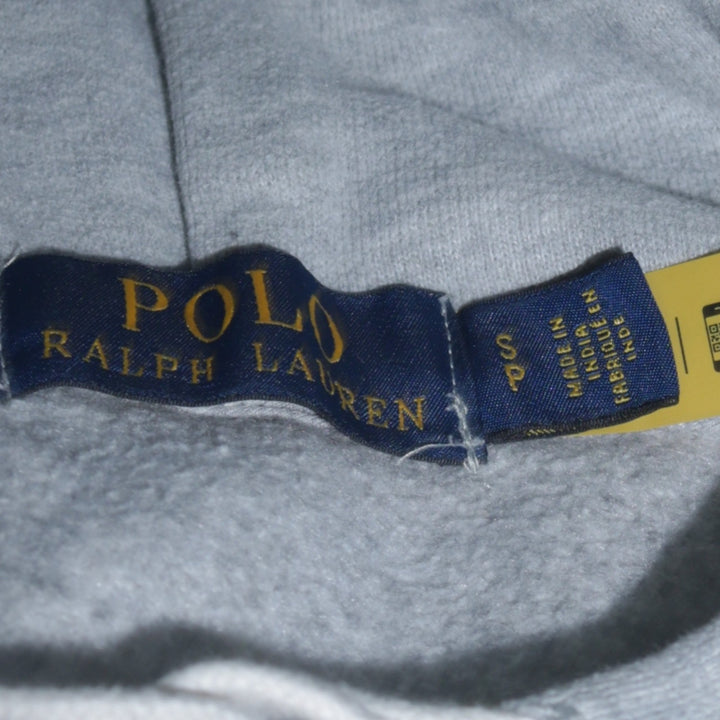 POLO
RALPH LAUREN
S
P
MADE IN
INDIA
FABRIQUÉ EN
INDE